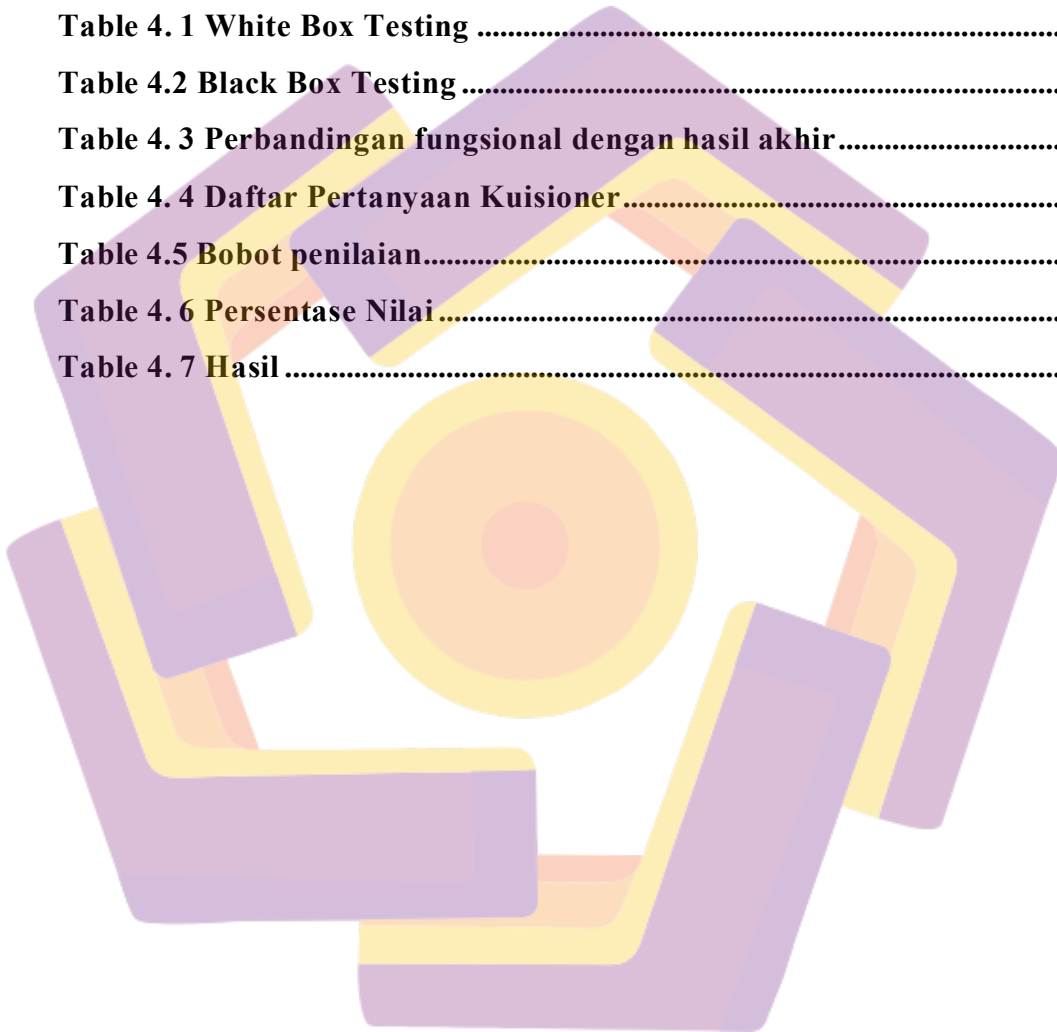 Table 4. 1 White Box Testing ................................................................................
Table 4.2 Black Box Testing ..................................................................................
Table 4. 3 Perbandingan fungsional dengan hasil akhir..............................
Table 4. 4 Daftar Pertanyaan Kuisioner............................................................
Table 4.5 Bobot penilaian.......................................................................................
Table 4. 6 Persentase Nilai .....................................................................................
Table 4. 7 Hasil ..........................................................................................................